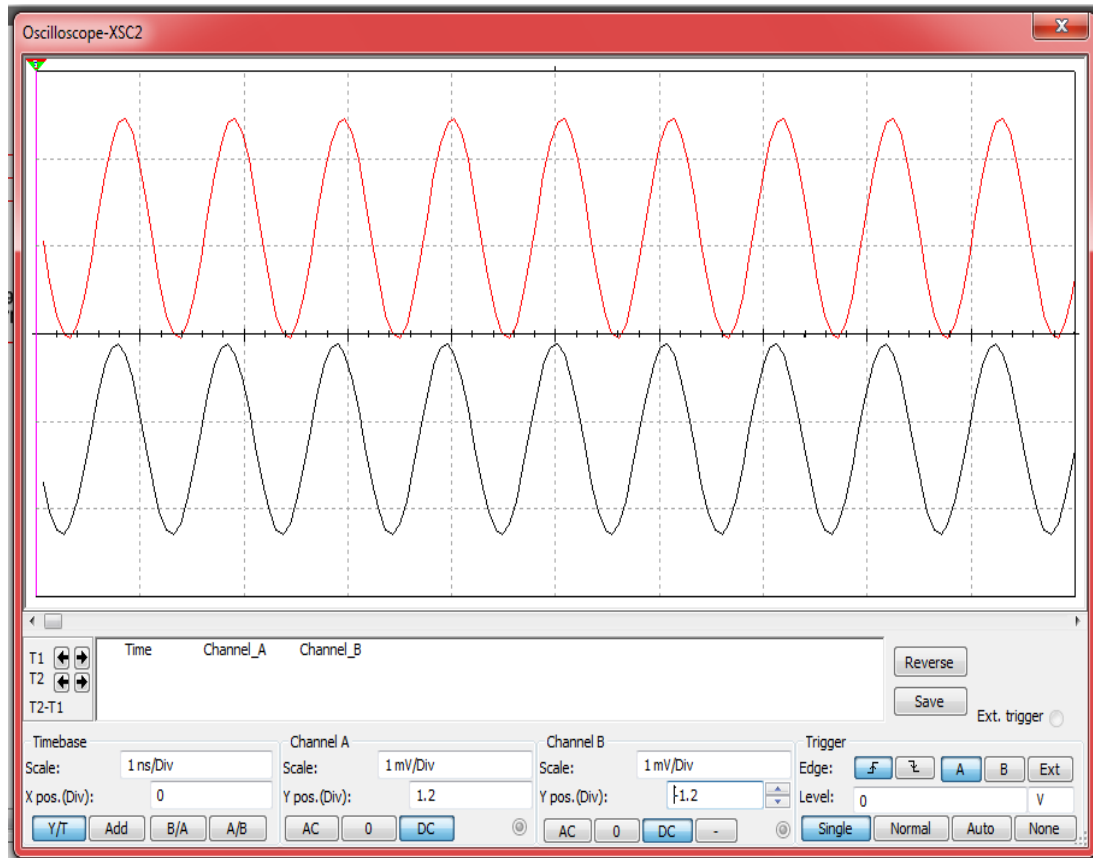 Oscilloscope-XSC2
x
Time Channel_A Channel_B
T1
T2
T2-T1
Reverse
Save
Ext. trigger
Timebase
Scale: 1 ns/Div
X pos.(Div): 0
Y/T Add B/A A/B
Channel A
Scale: 1 mV/Div
Y pos.(Div): 1.2
AC 0 DC
Channel B
Scale: 1 mV/Div
Y pos.(Div): -1.2
AC 0 DC -
Trigger
Edge: A B Ext
Level: 0 V
Single Normal Auto None